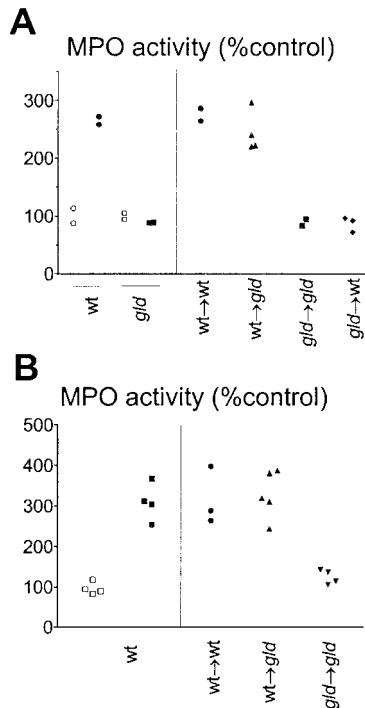 A
MPO activity (%control)
300
200
100
0
wt
gld
wt→wt
wt→gld
gld→gld
gld→wt
B
MPO activity (%control)
500
400
300
200
100
0
wt
wt→wt
wt→gld
gld→gld